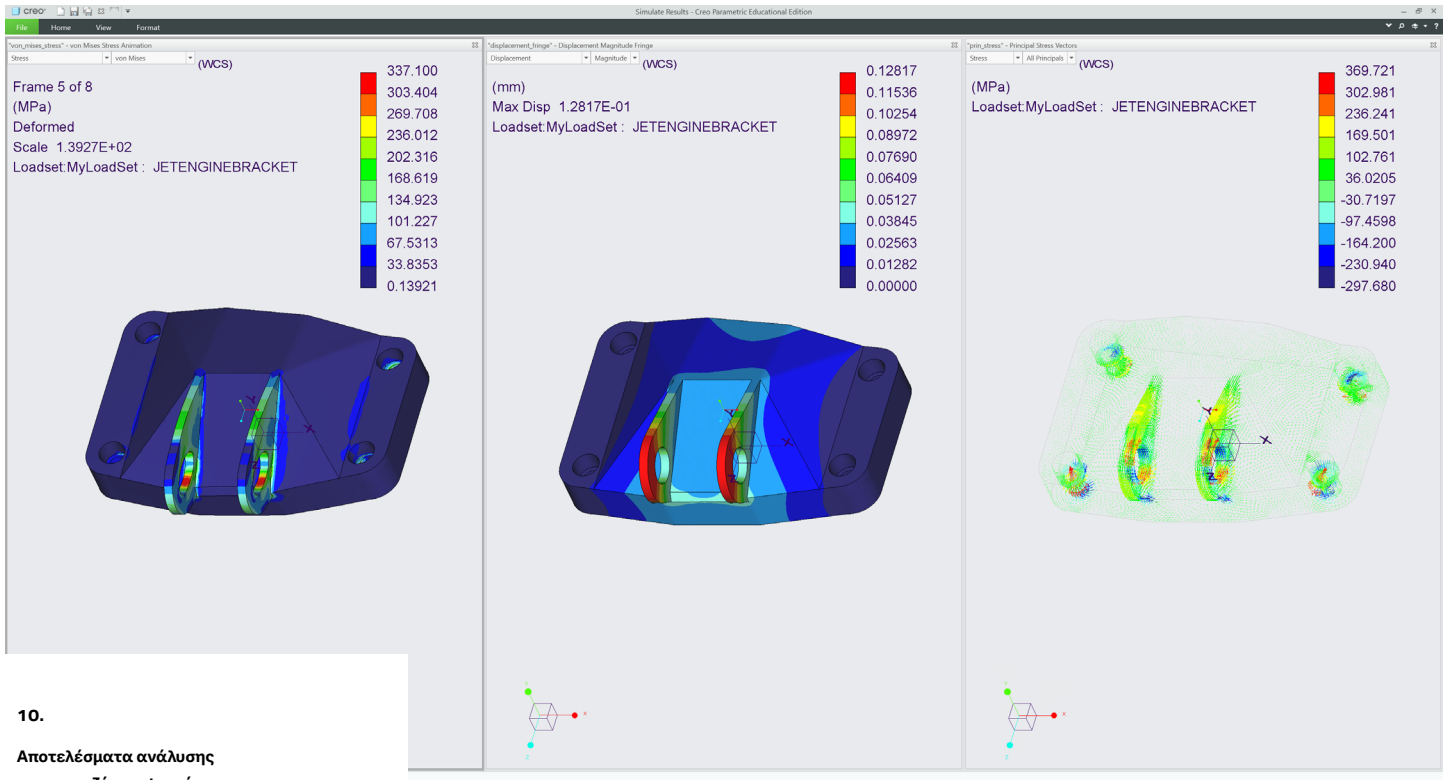 creo
Simulate Results - Creo Parametric Educational Edition
File Home View Format
"von_mises_stress" - von Mises Stress Animation
Stress von Mises
(WCS)
Frame 5 of 8
(MPa)
Deformed
Scale 1.3927E+02
Loadset:MyLoadSet : JETENGINEBRACKET
337.100
303.404
269.708
236.012
202.316
168.619
134.923
101.227
67.5313
33.8353
0.13921
"displacement_fringe" - Displacement Magnitude Fringe
Displacement Magnitude
(WCS)
(mm)
Max Disp 1.2817E-01
Loadset:MyLoadSet : JETENGINEBRACKET
0.12817
0.11536
0.10254
0.08972
0.07690
0.06409
0.05127
0.03845
0.02563
0.01282
0.00000
Y
X
Y
X
Z
"prin_stress" - Principal Stress Vectors
Stress All Principals
(WCS)
(MPa)
Loadset:MyLoadSet : JETENGINEBRACKET
369.721
302.981
236.241
169.501
102.761
36.0205
-30.7197
-97.4598
-164.200
-230.940
-297.680
Y
X
Z
Y
X
Z
10.
Αποτελέσματα ανάλυσης